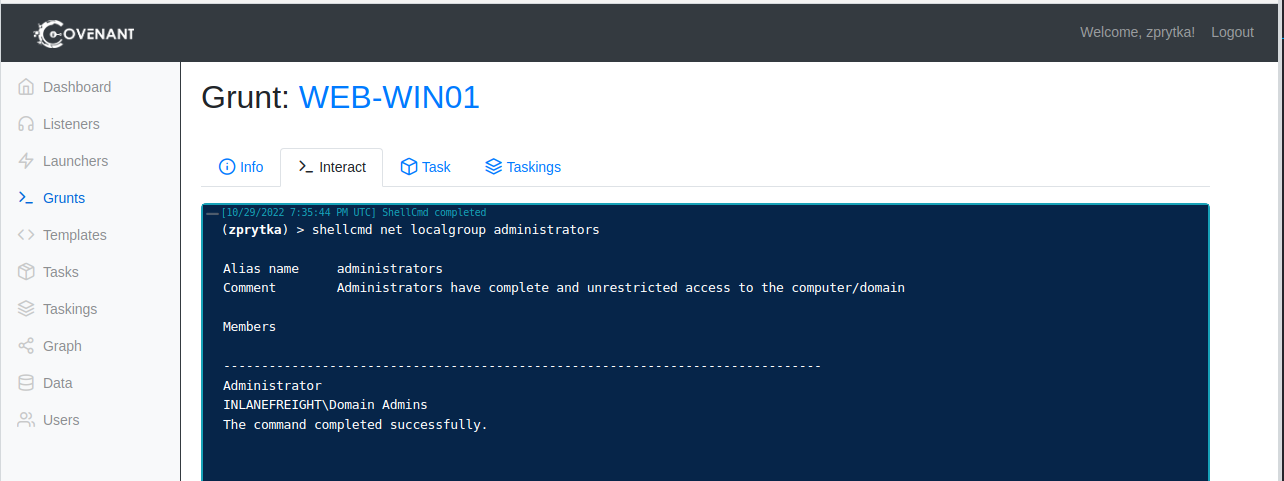 COVENANT
Welcome, zprytka! Logout
Dashboard
Listeners
Launchers
Grunts
Templates
Tasks
Taskings
Graph
Data
Users
Grunt: WEB-WIN01
Info Interact Task Taskings
[10/29/2022 7:35:44 PM UTC] ShellCmd completed
(zprytka) > shellcmd net localgroup administrators
Alias name     administrators
Comment        Administrators have complete and unrestricted access to the computer/domain
Members
-------------------------------------------------------------------------------
Administrator
INLANEFREIGHT\Domain Admins
The command completed successfully.